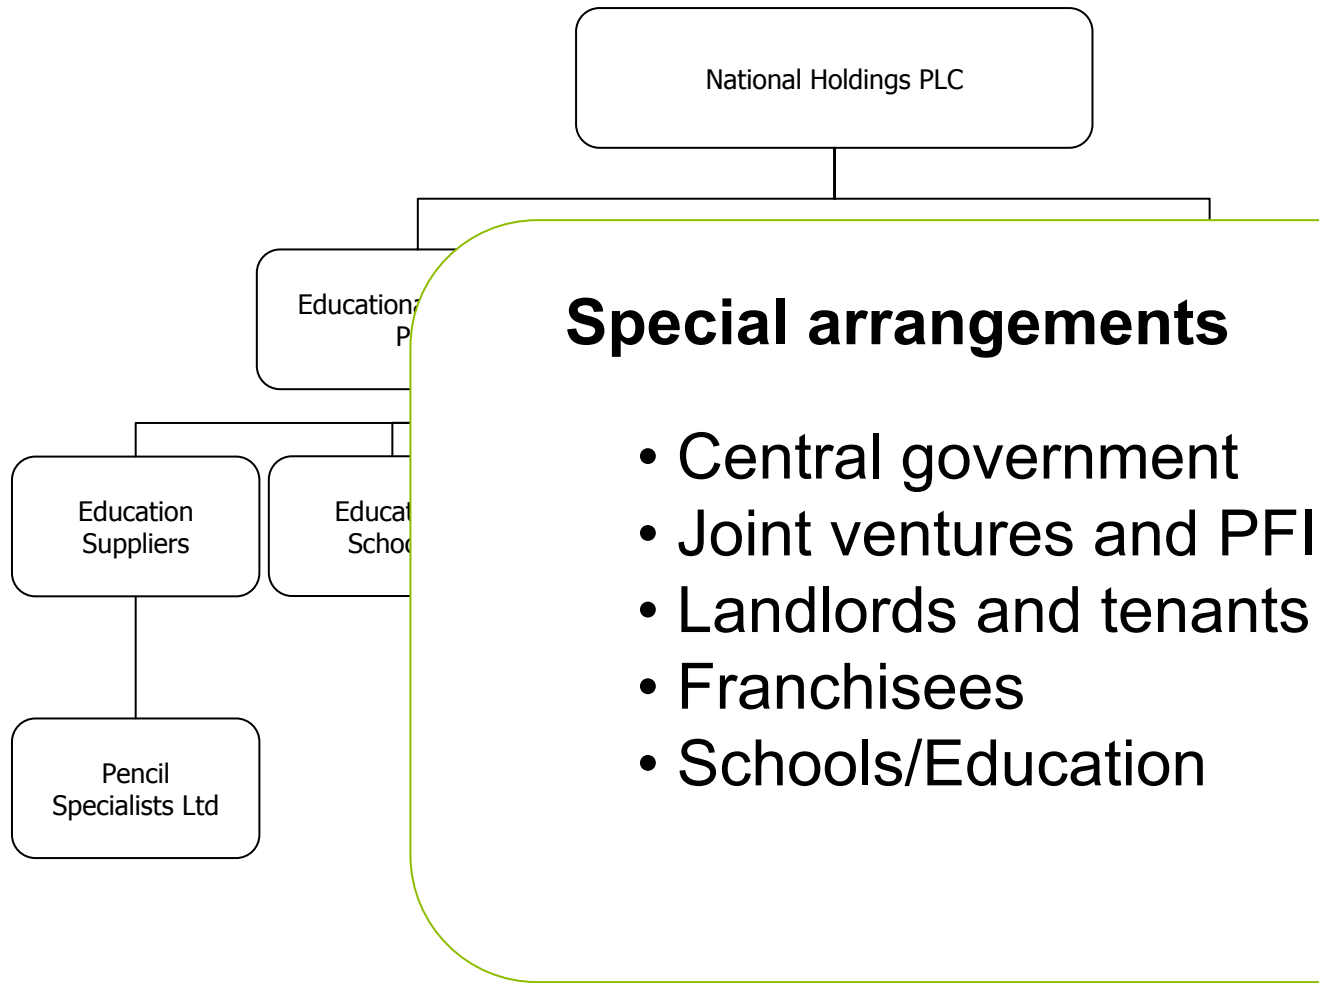 National Holdings PLC
Special arrangements
• Central government
• Joint ventures and PFI
• Landlords and tenants
• Franchisees
• Schools/Education
Education
Suppliers
Pencil
Specialists Ltd